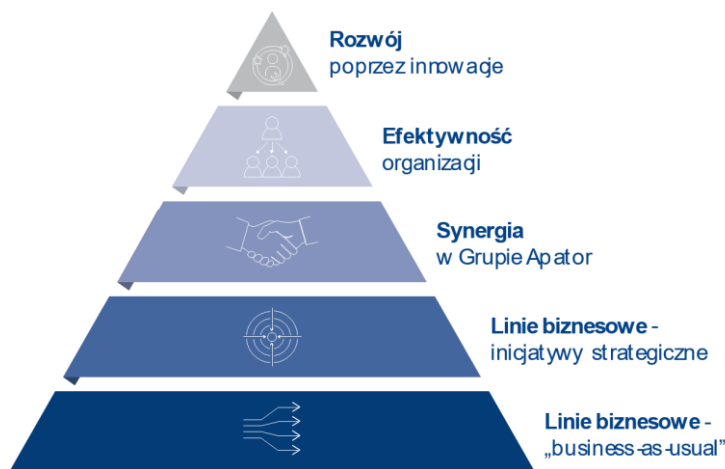 Rozwój
poprzez innowacje
Efektywność
organizacji
Synergia
w Grupie Apator
Linie biznesowe -
inicjatywy strategiczne
Linie biznesowe -
„business-as-usual”